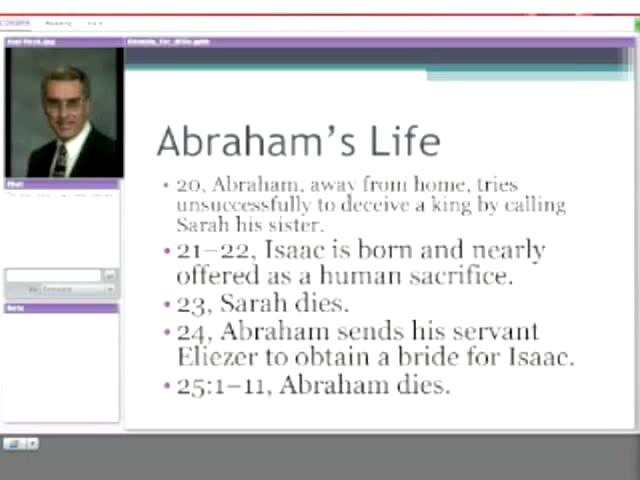 Abraham's Life
• 20, Abraham, away from home, tries
unsuccessfully to deceive a king by calling
Sarah his sister.
• 21–22, Isaac is born and nearly
offered as a human sacrifice.
• 23, Sarah dies.
• 24, Abraham sends his servant
Eliezer to obtain a bride for Isaac.
• 25:1–11, Abraham dies.